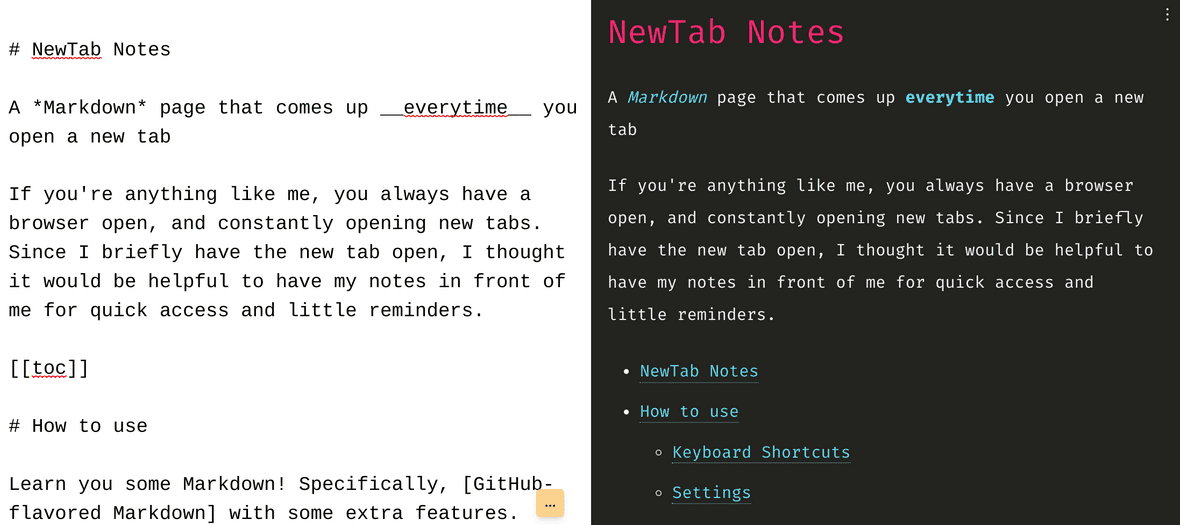 # NewTab Notes
A *Markdown* page that comes up __everytime__ you
open a new tab
If you're anything like me, you always have a
browser open, and constantly opening new tabs.
Since I briefly have the new tab open, I thought
it would be helpful to have my notes in front of
me for quick access and little reminders.
[[toc]]
# How to use
Learn you some Markdown! Specifically, [GitHub-
flavored Markdown] with some extra features.
...
NewTab Notes
A Markdown page that comes up everytime you open a new
tab
If you're anything like me, you always have a browser
open, and constantly opening new tabs. Since I briefly
have the new tab open, I thought it would be helpful to
have my notes in front of me for quick access and
little reminders.
• NewTab Notes
• How to use
◦ Keyboard Shortcuts
◦ Settings